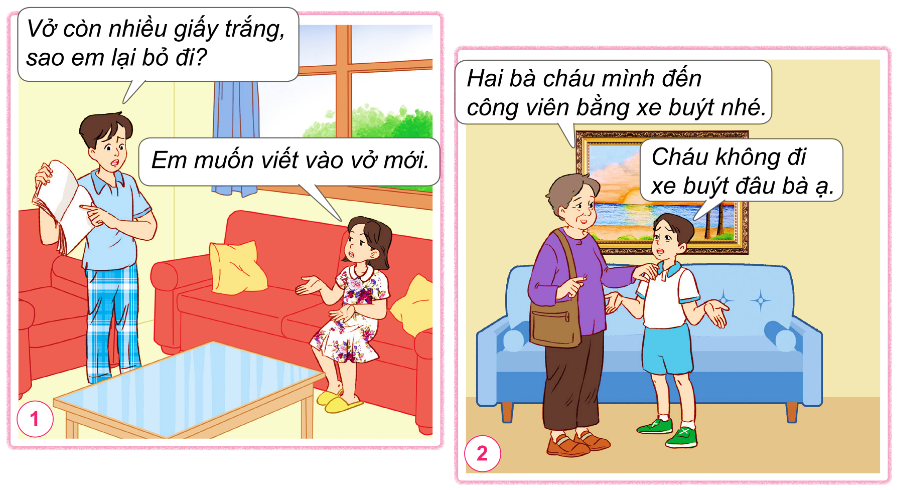 Vở còn nhiều giấy trắng,
sao em lại bỏ đi?
Em muốn viết vào vở mới.
1
Hai bà cháu mình đến
công viên bằng xe buýt nhé.
Cháu không đi
xe buýt đâu bà ạ.
2